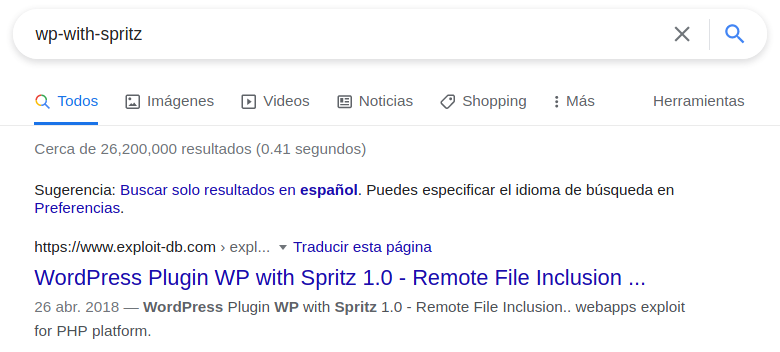 wp-with-spritz
Todos Imágenes Videos Noticias Shopping Más Herramientas
Cerca de 26,200,000 resultados (0.41 segundos)
Sugerencia: Buscar solo resultados en español. Puedes especificar el idioma de búsqueda en
Preferencias.
https://www.exploit-db.com › expl... Traducir esta página
WordPress Plugin WP with Spritz 1.0 - Remote File Inclusion ...
26 abr. 2018 — WordPress Plugin WP with Spritz 1.0 - Remote File Inclusion.. webapps exploit
for PHP platform.